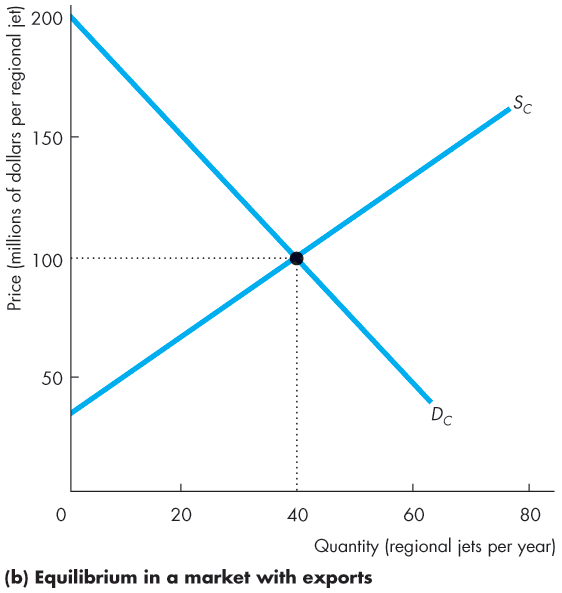 Price (millions of dollars per regional jet)
200
150
100
50
S_C
D_C
0 20 40 60 80
Quantity (regional jets per year)
(b) Equilibrium in a market with exports